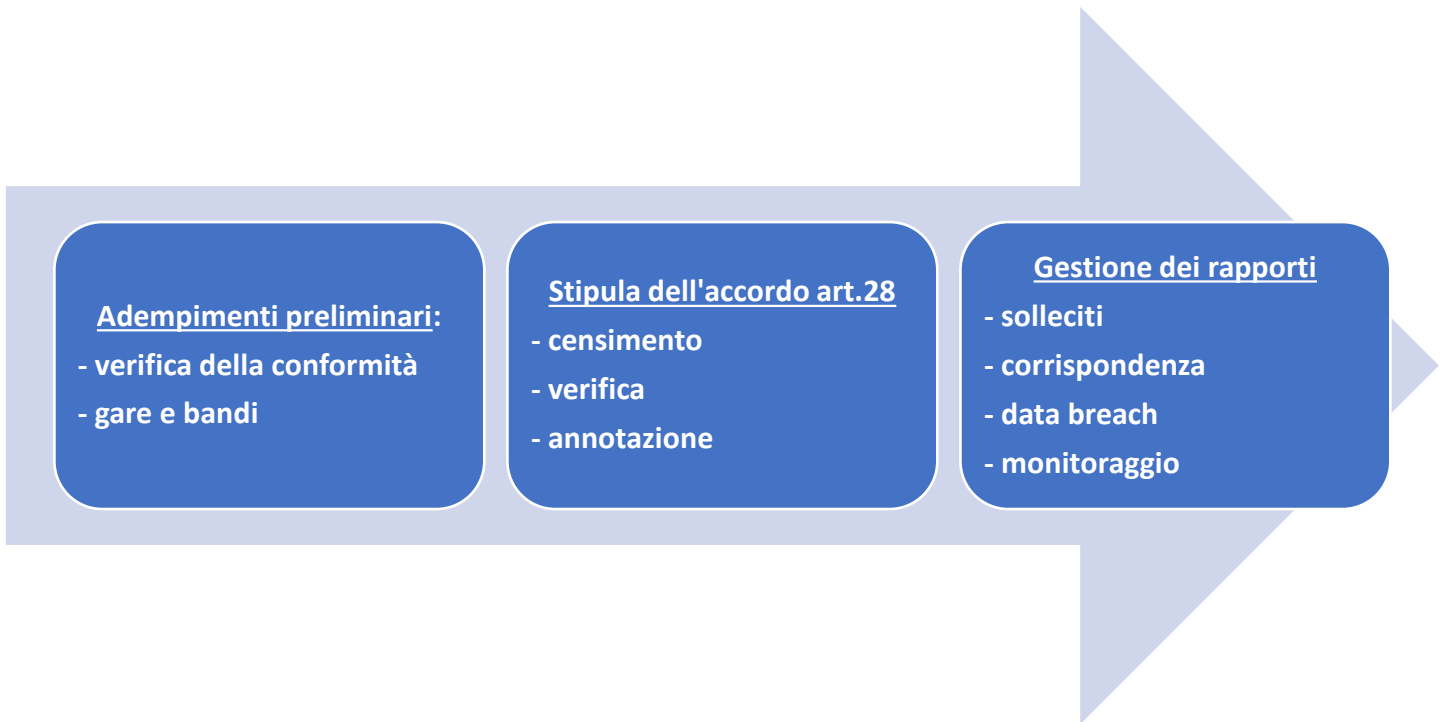 Adempimenti preliminari:
- verifica della conformità
- gare e bandi
Stipula dell'accordo art.28
- censimento
- verifica
- annotazione
Gestione dei rapporti
- solleciti
- corrispondenza
- data breach
- monitoraggio